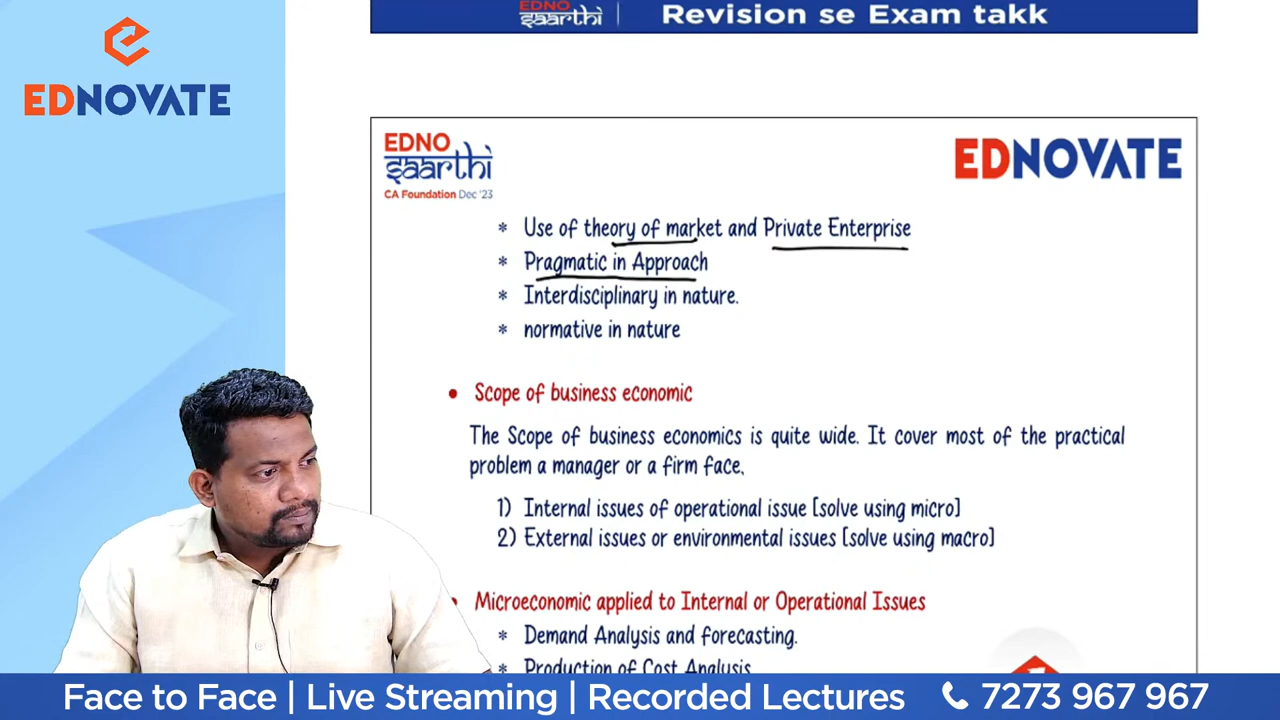 EDNOVATE
EDNO
saarthi
Revision se Exam takk
EDNO
saarthi
CA Foundation Dec '23
EDNOVATE
* Use of theory of market and Private Enterprise
* Pragmatic in Approach
* Interdisciplinary in nature.
* normative in nature
• Scope of business economic
The Scope of business economics is quite wide. It cover most of the practical
problem a manager or a firm face.
1) Internal issues of operational issue [solve using micro]
2) External issues or environmental issues [solve using macro]
• Microeconomic applied to Internal or Operational Issues
* Demand Analysis and forecasting.
* Production of Cost Analysis
Face to Face | Live Streaming | Recorded Lectures 7273 967 967